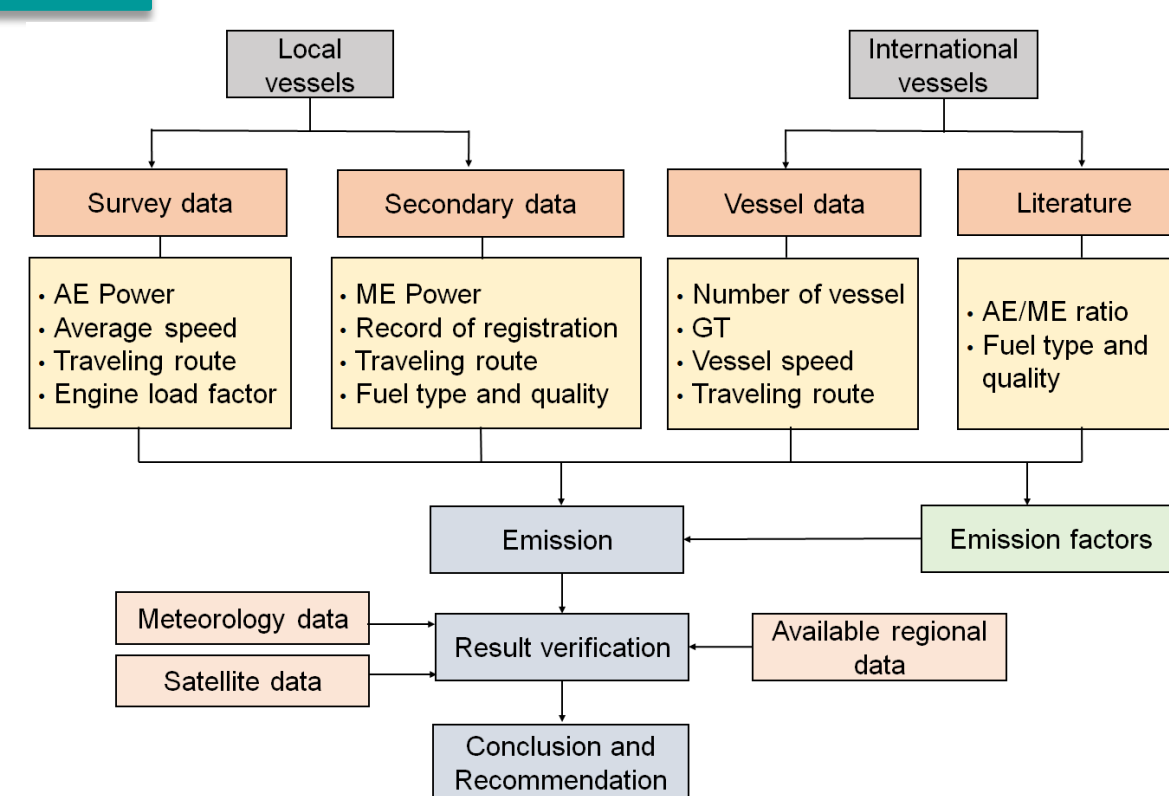 Local
vessels
International
vessels
Survey data
Secondary data
Vessel data
Literature
• AE Power
• Average speed
• Traveling route
• Engine load factor
• ME Power
• Record of registration
• Traveling route
• Fuel type and quality
• Number of vessel
• GT
• Vessel speed
• Traveling route
• AE/ME ratio
• Fuel type and
quality
Emission
Emission factors
Meteorology data
Satellite data
Result verification
Available regional
data
Conclusion and
Recommendation